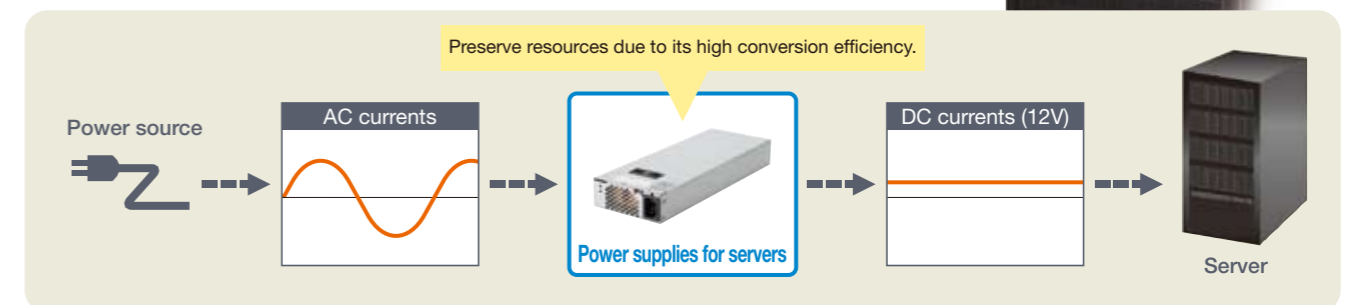 Preserve resources due to its high conversion efficiency.
Power source
AC currents
Power supplies for servers
DC currents (12V)
Server